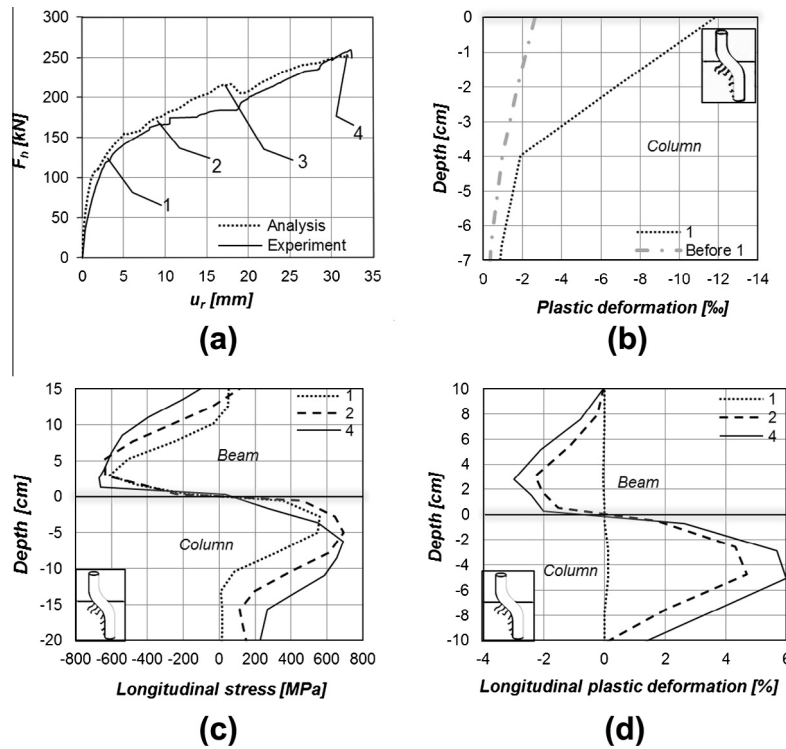 300
250
200
150
100
50
0
F_h [kN]
1
2
3
4
Analysis
Experiment
0 5 10 15 20 25 30 35
u_r [mm]
(a)
0
-1
-2
-3
-4
-5
-6
-7
Depth [cm]
Column
1
Before 1
0 -2 -4 -6 -8 -10 -12 -14
Plastic deformation [‰]
(b)
15
10
5
0
-5
-10
-15
-20
Depth [cm]
1
2
4
Beam
Column
-800 -600 -400 -200 0 200 400 600 800
Longitudinal stress [MPa]
(c)
10
8
6
4
2
0
-2
-4
-6
-8
-10
Depth [cm]
1
2
4
Beam
Column
-4 -2 0 2 4 6
Longitudinal plastic deformation [%]
(d)